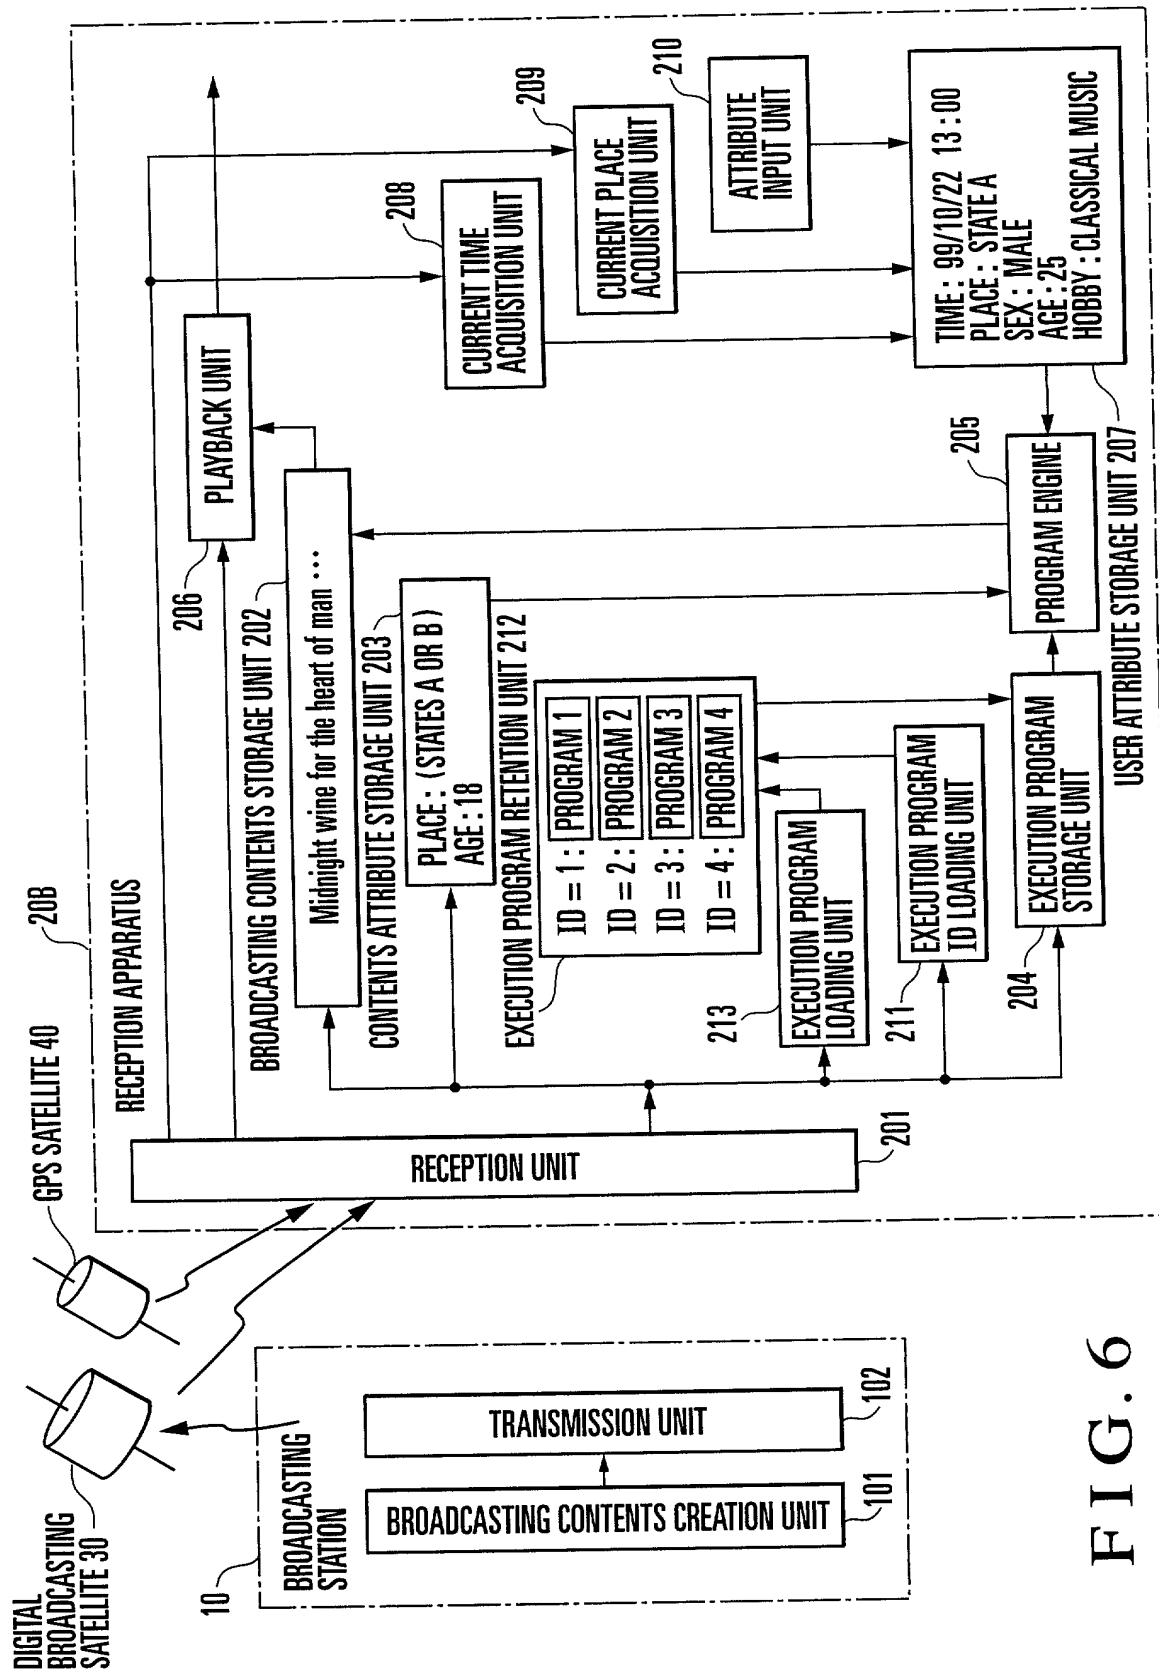 DIGITAL
BROADCASTING
SATELLITE 30
GPS SATELLITE 40
20B
RECEPTION APPARATUS
10
BROADCASTING
STATION
TRANSMISSION UNIT
102
BROADCASTING CONTENTS CREATION UNIT
101
RECEPTION UNIT
201
206
PLAYBACK UNIT
BROADCASTING CONTENTS STORAGE UNIT 202
Midnight wine for the heart of man ···
CONTENTS ATTRIBUTE STORAGE UNIT 203
PLACE : (STATES A OR B)
AGE : 18
EXECUTION PROGRAM RETENTION UNIT 212
ID = 1 : PROGRAM 1
ID = 2 : PROGRAM 2
ID = 3 : PROGRAM 3
ID = 4 : PROGRAM 4
213
EXECUTION PROGRAM
LOADING UNIT
211
EXECUTION PROGRAM
ID LOADING UNIT
204
EXECUTION PROGRAM
STORAGE UNIT
205
PROGRAM ENGINE
208
CURRENT TIME
ACQUISITION UNIT
209
CURRENT PLACE
ACQUISITION UNIT
210
ATTRIBUTE
INPUT UNIT
TIME : 99/10/22 13 : 00
PLACE : STATE A
SEX : MALE
AGE : 25
HOBBY : CLASSICAL MUSIC
USER ATTRIBUTE STORAGE UNIT 207
FIG. 6